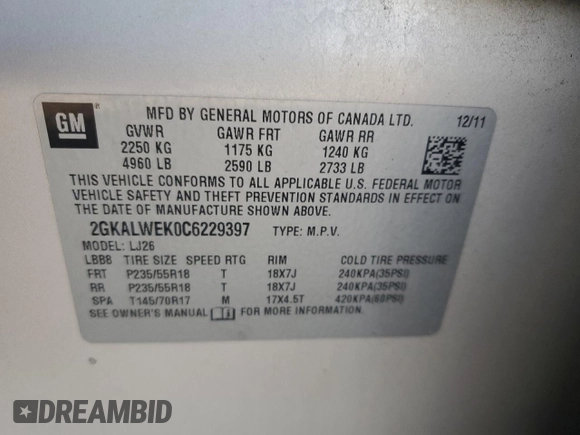 GM
MFD BY GENERAL MOTORS OF CANADA LTD. 12/11
GVWR GAWR FRT GAWR RR
2250 KG 1175 KG 1240 KG
4960 LB 2590 LB 2733 LB
THIS VEHICLE CONFORMS TO ALL APPLICABLE U.S. FEDERAL MOTOR
VEHICLE SAFETY AND THEFT PREVENTION STANDARDS IN EFFECT ON
THE DATE OF MANUFACTURE SHOWN ABOVE.
2GKALWEK0C6229397 TYPE: M.P.V.
MODEL: LJ26
LBB8 TIRE SIZE SPEED RTG RIM COLD TIRE PRESSURE
FRT P235/55R18 T 18X7J 240KPA(35PSI)
RR P235/55R18 T 18X7J 240KPA(35PSI)
SPA T145/70R17 M 17X4.5T 420KPA(60PSI)
SEE OWNER'S MANUAL FOR MORE INFORMATION
DREAMBID